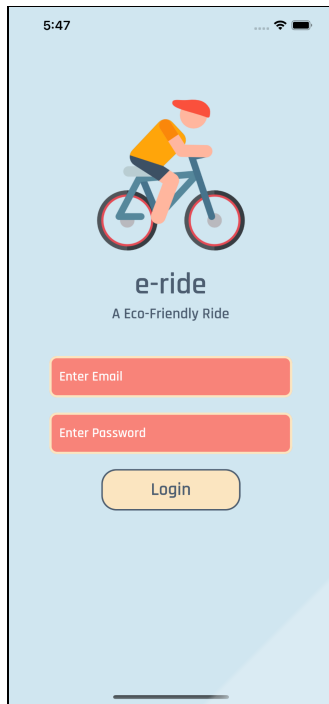 5:47
e-ride
A Eco-Friendly Ride
Enter Email
Enter Password
Login